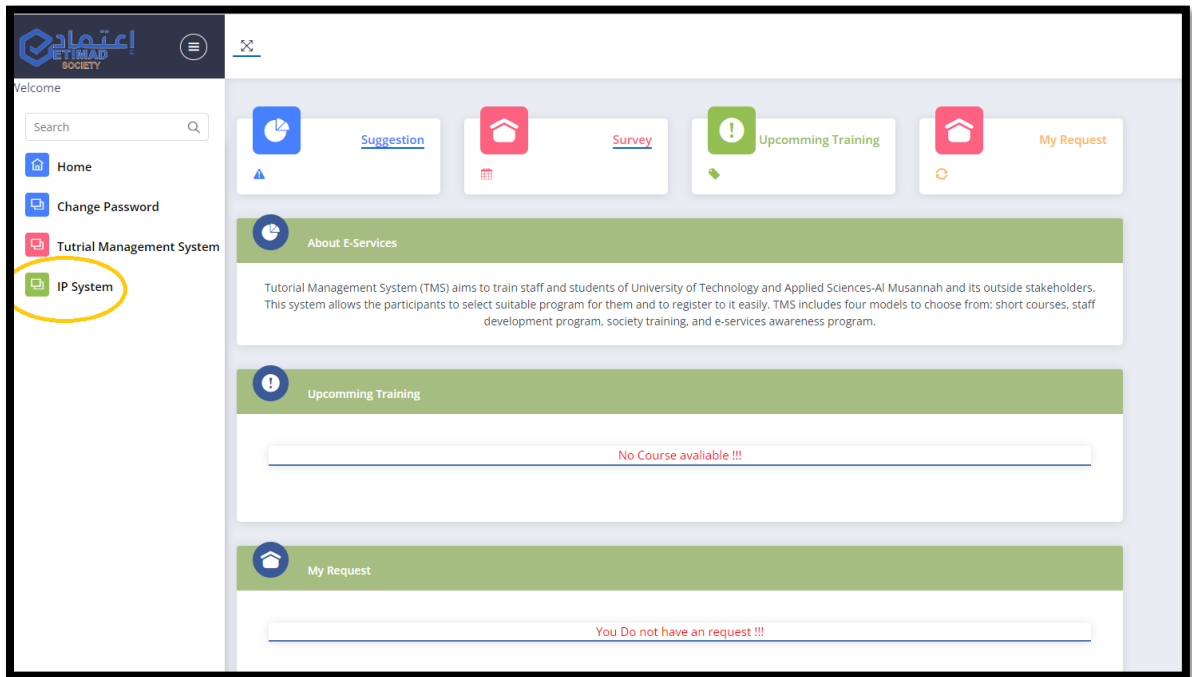 إعتماد
ETIMAD
SOCIETY
Welcome
Search
Home
Change Password
Tutrial Management System
IP System
Suggestion
Survey
Upcomming Training
My Request
About E-Services
Tutorial Management System (TMS) aims to train staff and students of University of Technology and Applied Sciences-Al Musannah and its outside stakeholders.
This system allows the participants to select suitable program for them and to register to it easily. TMS includes four models to choose from: short courses, staff
development program, society training, and e-services awareness program.
Upcomming Training
No Course avaliable !!!
My Request
You Do not have an request !!!